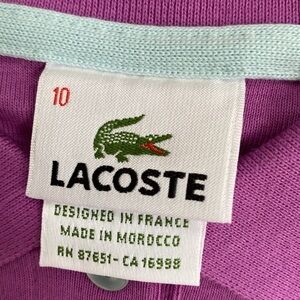 10
LACOSTE
DESIGNED IN FRANCE
MADE IN MOROCCO
RN 87651 - CA 16998